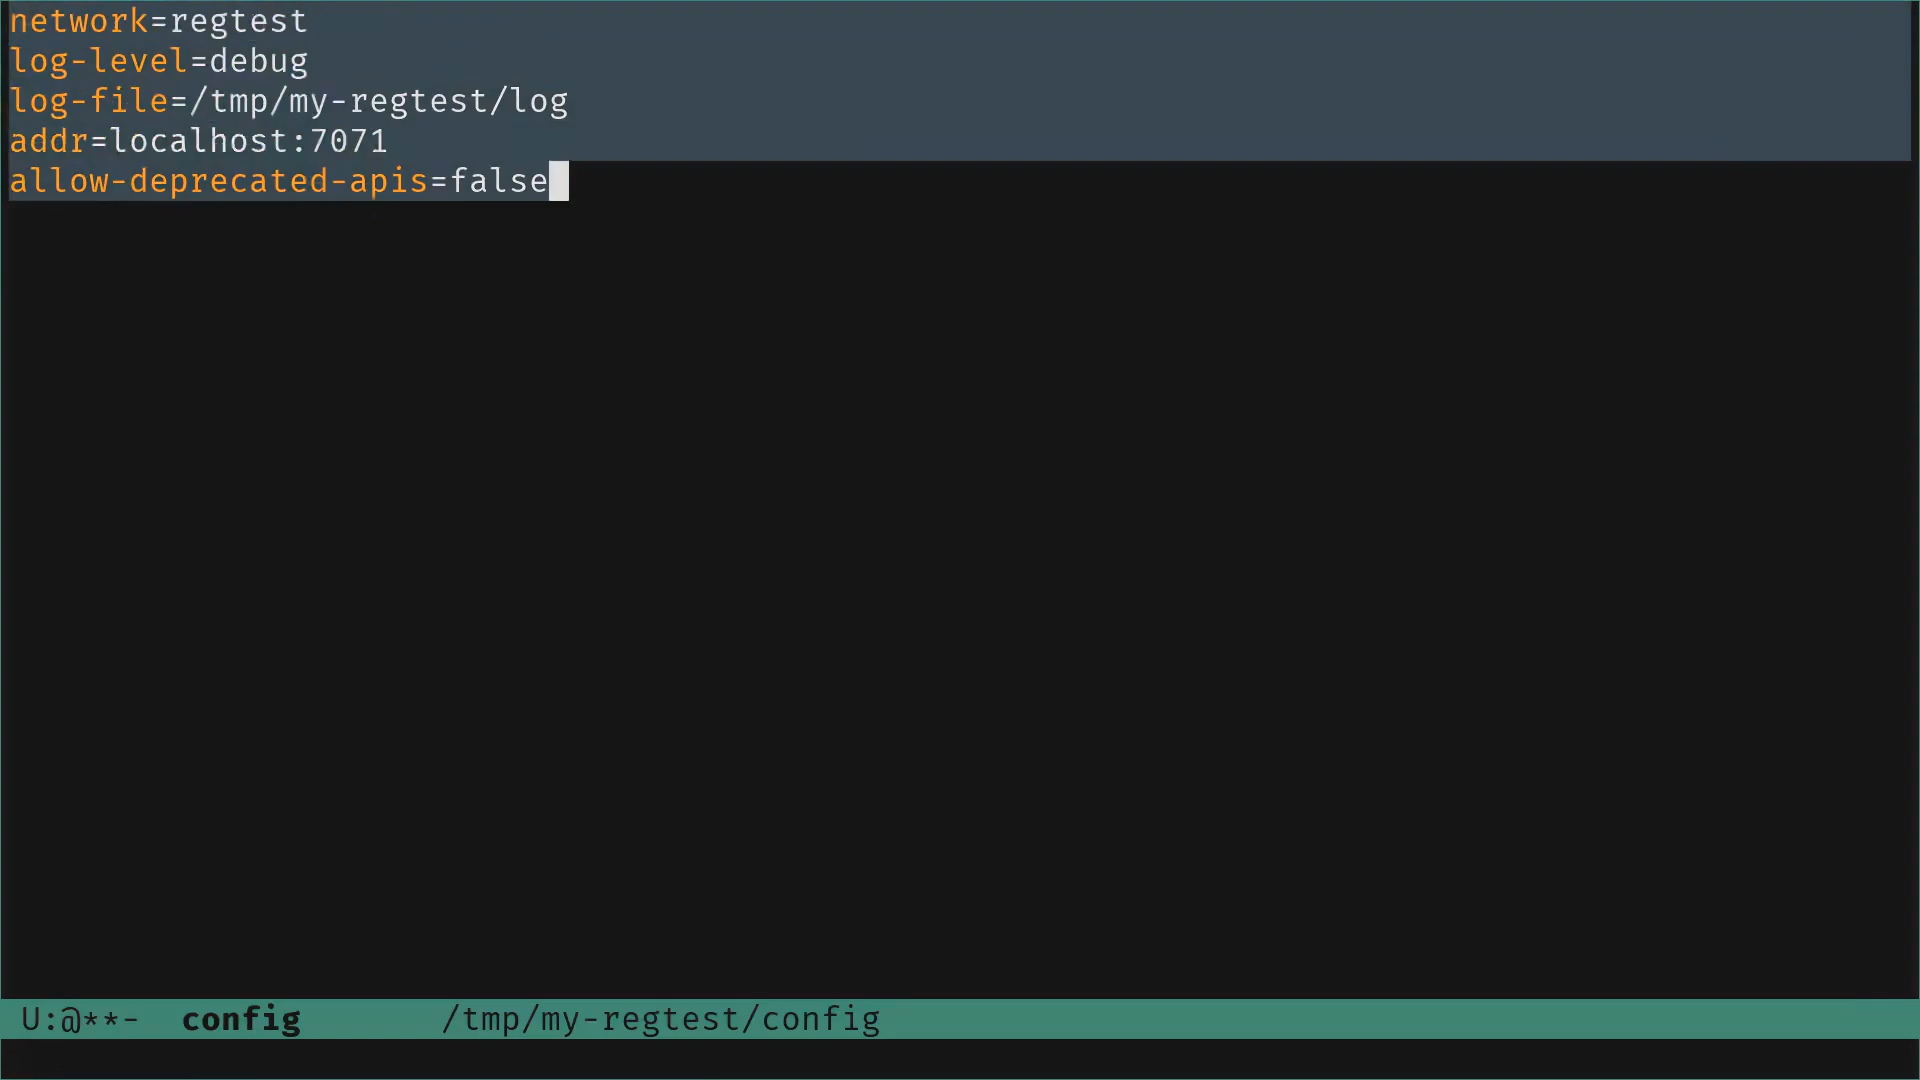 network=regtest
log-level=debug
log-file=/tmp/my-regtest/log
addr=localhost:7071
allow-deprecated-apis=false
U:@**-  config       /tmp/my-regtest/config